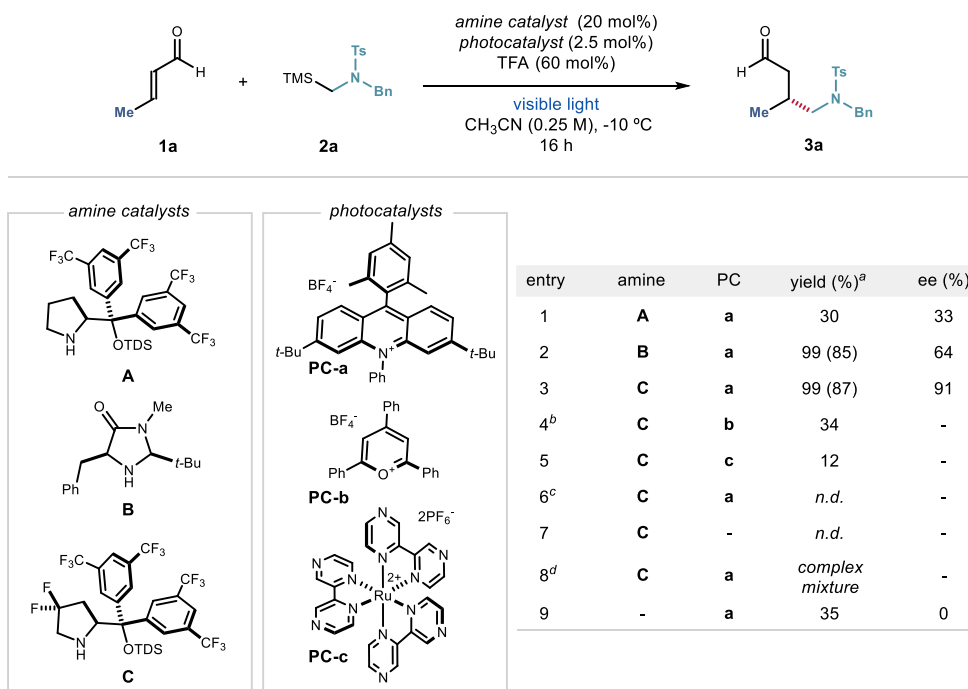 amine catalyst (20 mol%)
photocatalyst (2.5 mol%)
TFA (60 mol%)
visible light
CH3CN (0.25 M), -10 ºC
16 h
O
H
Me
1a
+
TMS
Ts
N
Bn
2a
O
H
Me
Ts
N
Bn
3a
amine catalysts
F3C
CF3
CF3
CF3
N
H
OTDS
A
O
Me
N
N
H
t-Bu
Ph
B
F3C
CF3
F
F
CF3
CF3
N
H
OTDS
C
photocatalysts
BF4-
t-Bu
N+
t-Bu
Ph
PC-a
Ph
BF4-
Ph
O+
Ph
PC-b
2PF6-
N
N
N
N
N
N
2+
Ru
N
N
N
N
N
N
PC-c
entry amine PC yield (%)a ee (%)
1 A a 30 33
2 B a 99 (85) 64
3 C a 99 (87) 91
4b C b 34 -
5 C c 12 -
6c C a n.d. -
7 C - n.d. -
8d C a complex mixture -
9 - a 35 0